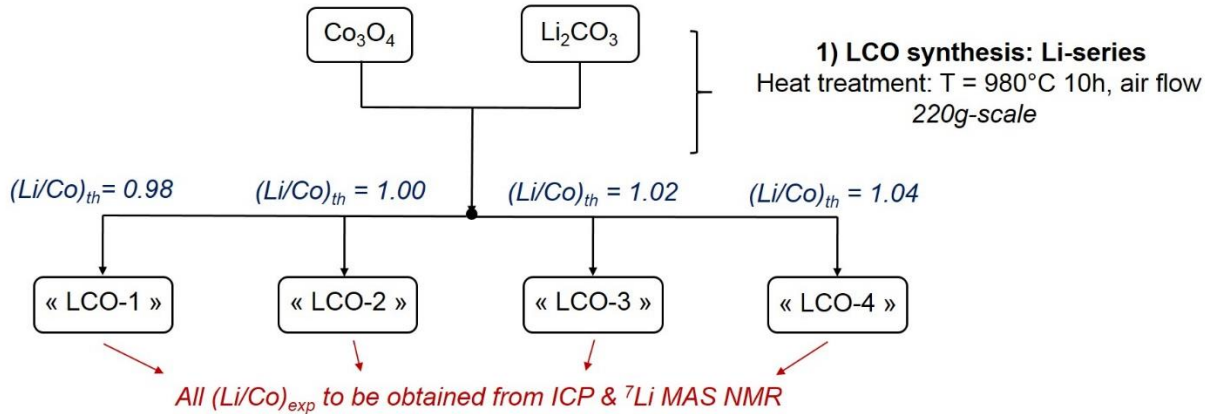 Co₃O₄
Li₂CO₃
1) LCO synthesis: Li-series
Heat treatment: T = 980°C 10h, air flow
220g-scale
(Li/Co)th= 0.98
(Li/Co)th = 1.00
(Li/Co)th = 1.02
(Li/Co)th = 1.04
« LCO-1 »
« LCO-2 »
« LCO-3 »
« LCO-4 »
All (Li/Co)exp to be obtained from ICP & ⁷Li MAS NMR